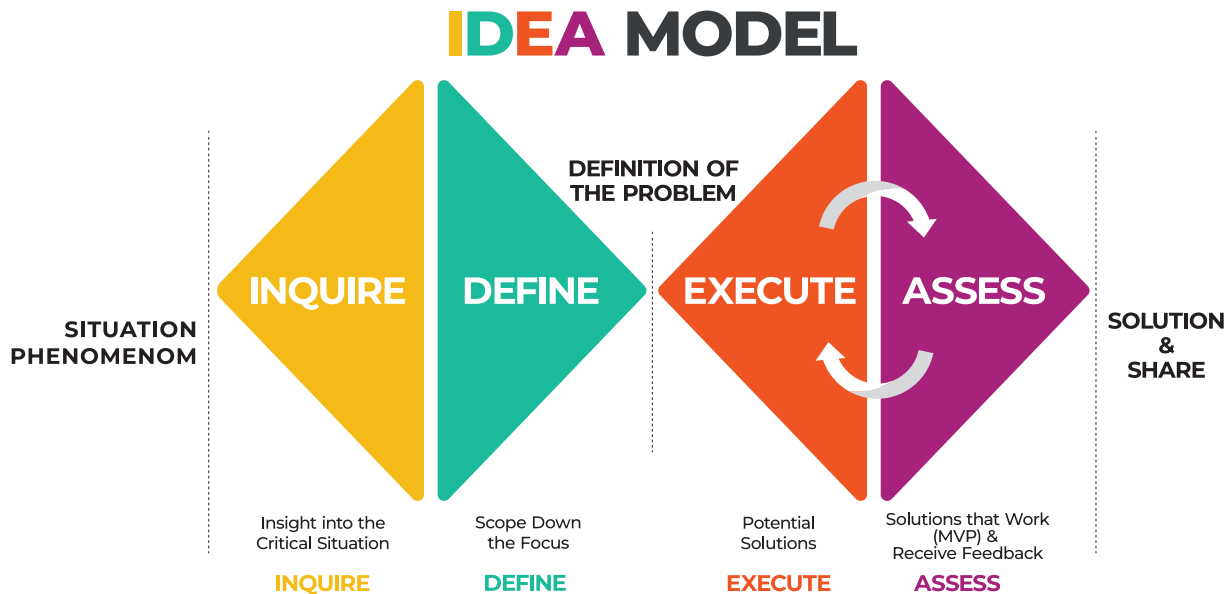 IDEA MODEL
DEFINITION OF
THE PROBLEM
INQUIRE
DEFINE
EXECUTE
ASSESS
SITUATION
PHENOMENOM
SOLUTION
&
SHARE
Insight into the
Critical Situation
INQUIRE
Scope Down
the Focus
DEFINE
Potential
Solutions
EXECUTE
Solutions that Work
(MVP) &
Receive Feedback
ASSESS